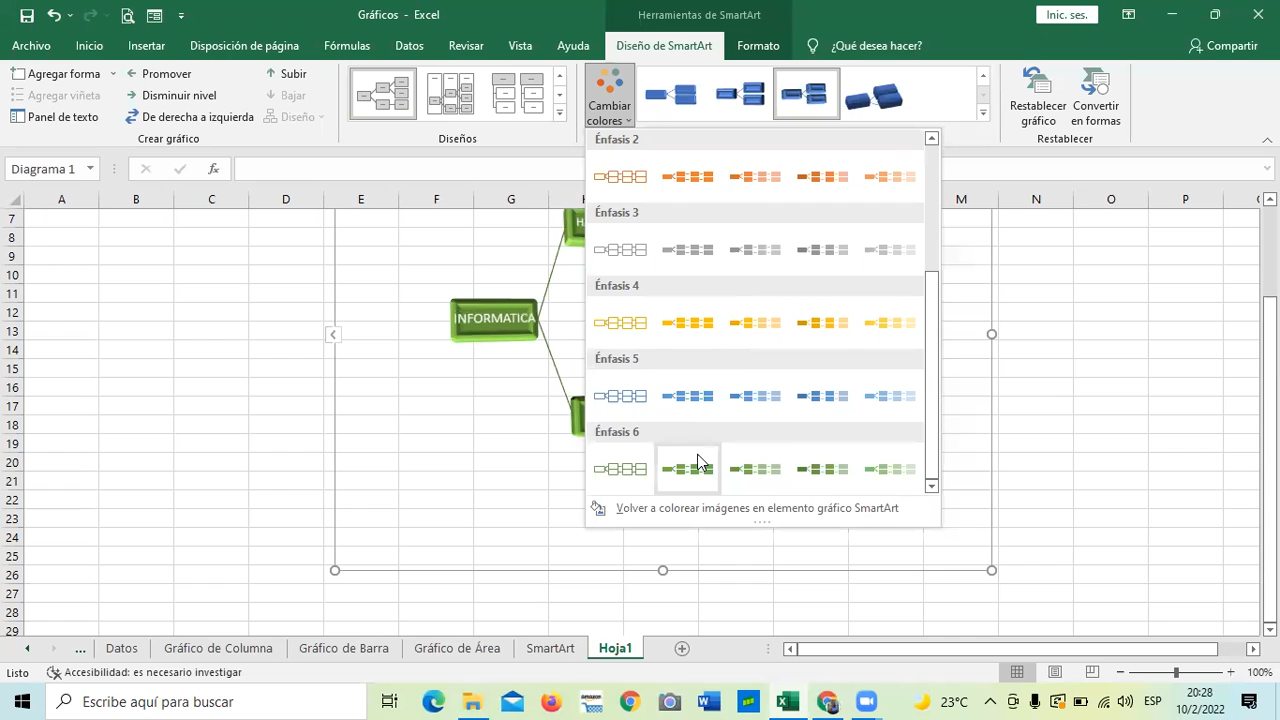 Gráficos - Excel
Herramientas de SmartArt
Inic. ses.
Archivo
Inicio
Insertar
Disposición de página
Fórmulas
Datos
Revisar
Vista
Ayuda
Diseño de SmartArt
Formato
¿Qué desea hacer?
Compartir
Agregar forma
Promover
Subir
Agregar viñeta
Disminuir nivel
Bajar
Panel de texto
De derecha a izquierda
Diseño
Crear gráfico
Diseños
Cambiar
colores
Restablecer
gráfico
Convertir
en formas
Restablecer
Diagrama 1
fx
Énfasis 2
Énfasis 3
Énfasis 4
Énfasis 5
Énfasis 6
Volver a colorear imágenes en elemento gráfico SmartArt
A B C D E F G H M N O P
7
8
9
10
11
12
13
14
15
16
17
18
19
20
21
22
23
24
25
26
27
28
29
INFORMATICA
...
Datos
Gráfico de Columna
Gráfico de Barra
Gráfico de Área
SmartArt
Hoja1
Listo
Accesibilidad: es necesario investigar
100%
Escribe aquí para buscar
amazon
23°C
ESP
20:28
10/2/2022